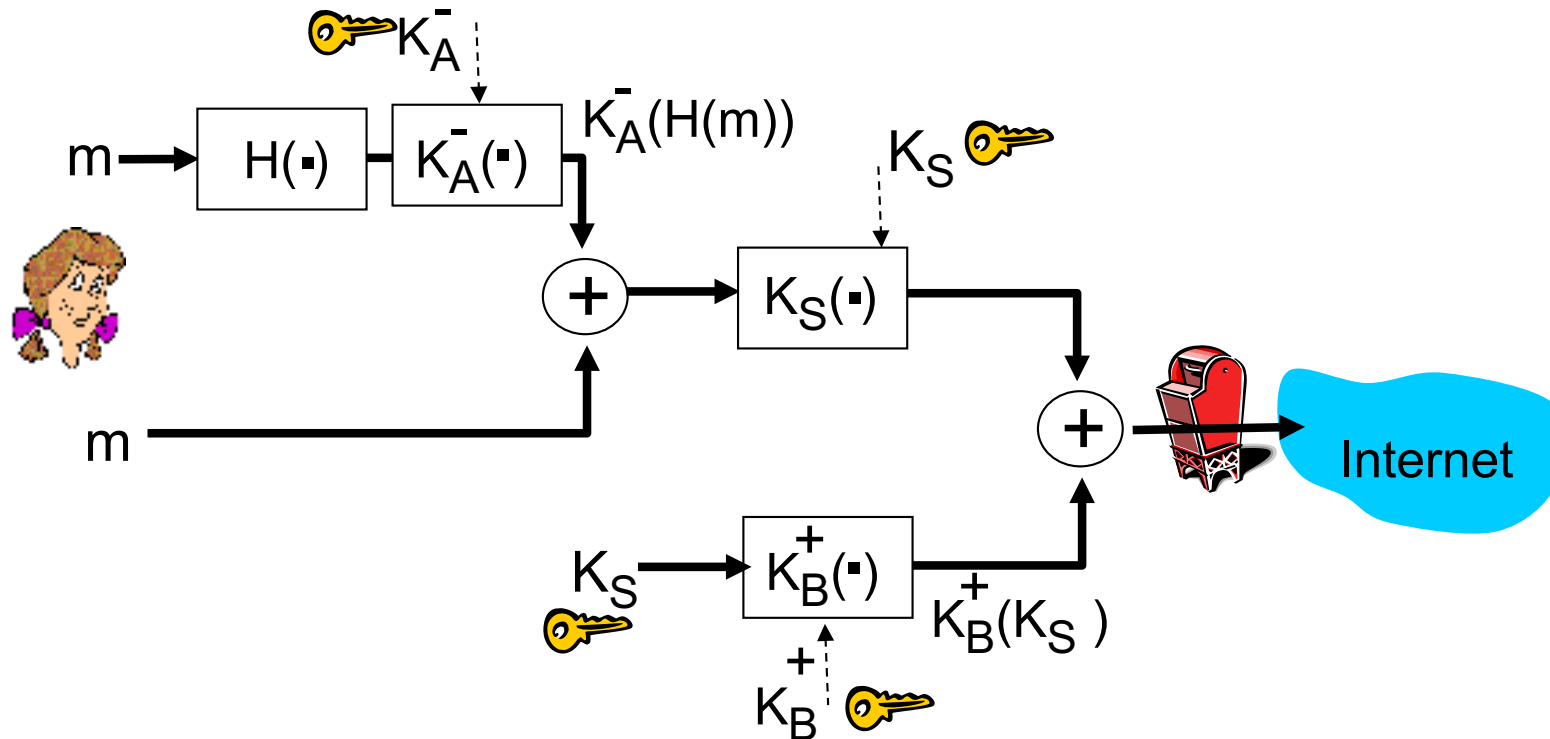 K_A^-
K_A^-(H(m))
m
H(▪)
K_A^-(▪)
K_S
+
K_S(▪)
m
+
Internet
K_S
K_B^+(▪)
K_B^+(K_S )
K_B^+